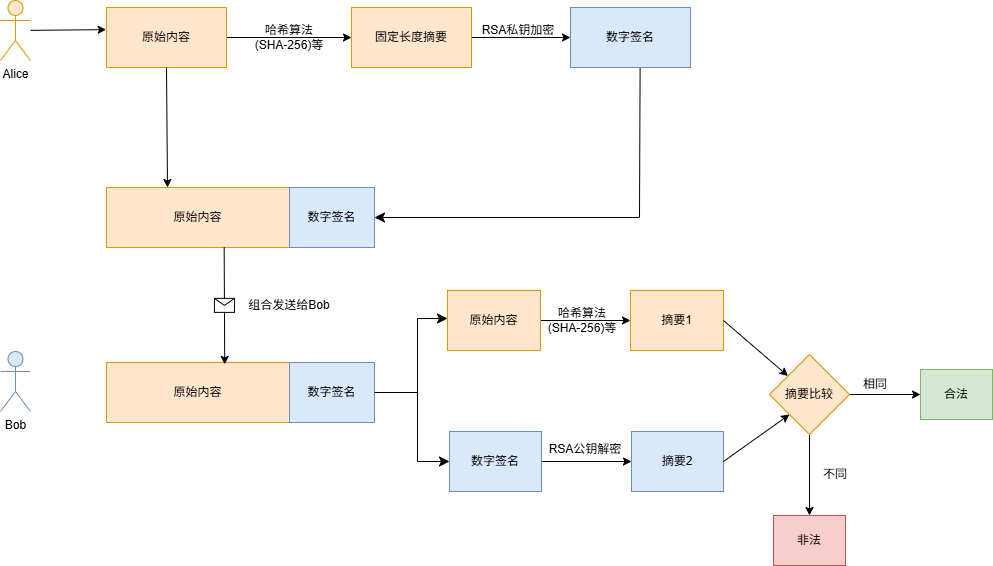 Alice
原始内容
哈希算法
(SHA-256)等
固定长度摘要
RSA私钥加密
数字签名
原始内容
数字签名
组合发送给Bob
Bob
原始内容
数字签名
原始内容
哈希算法
(SHA-256)等
摘要1
数字签名
RSA公钥解密
摘要2
摘要比较
相同
合法
不同
非法